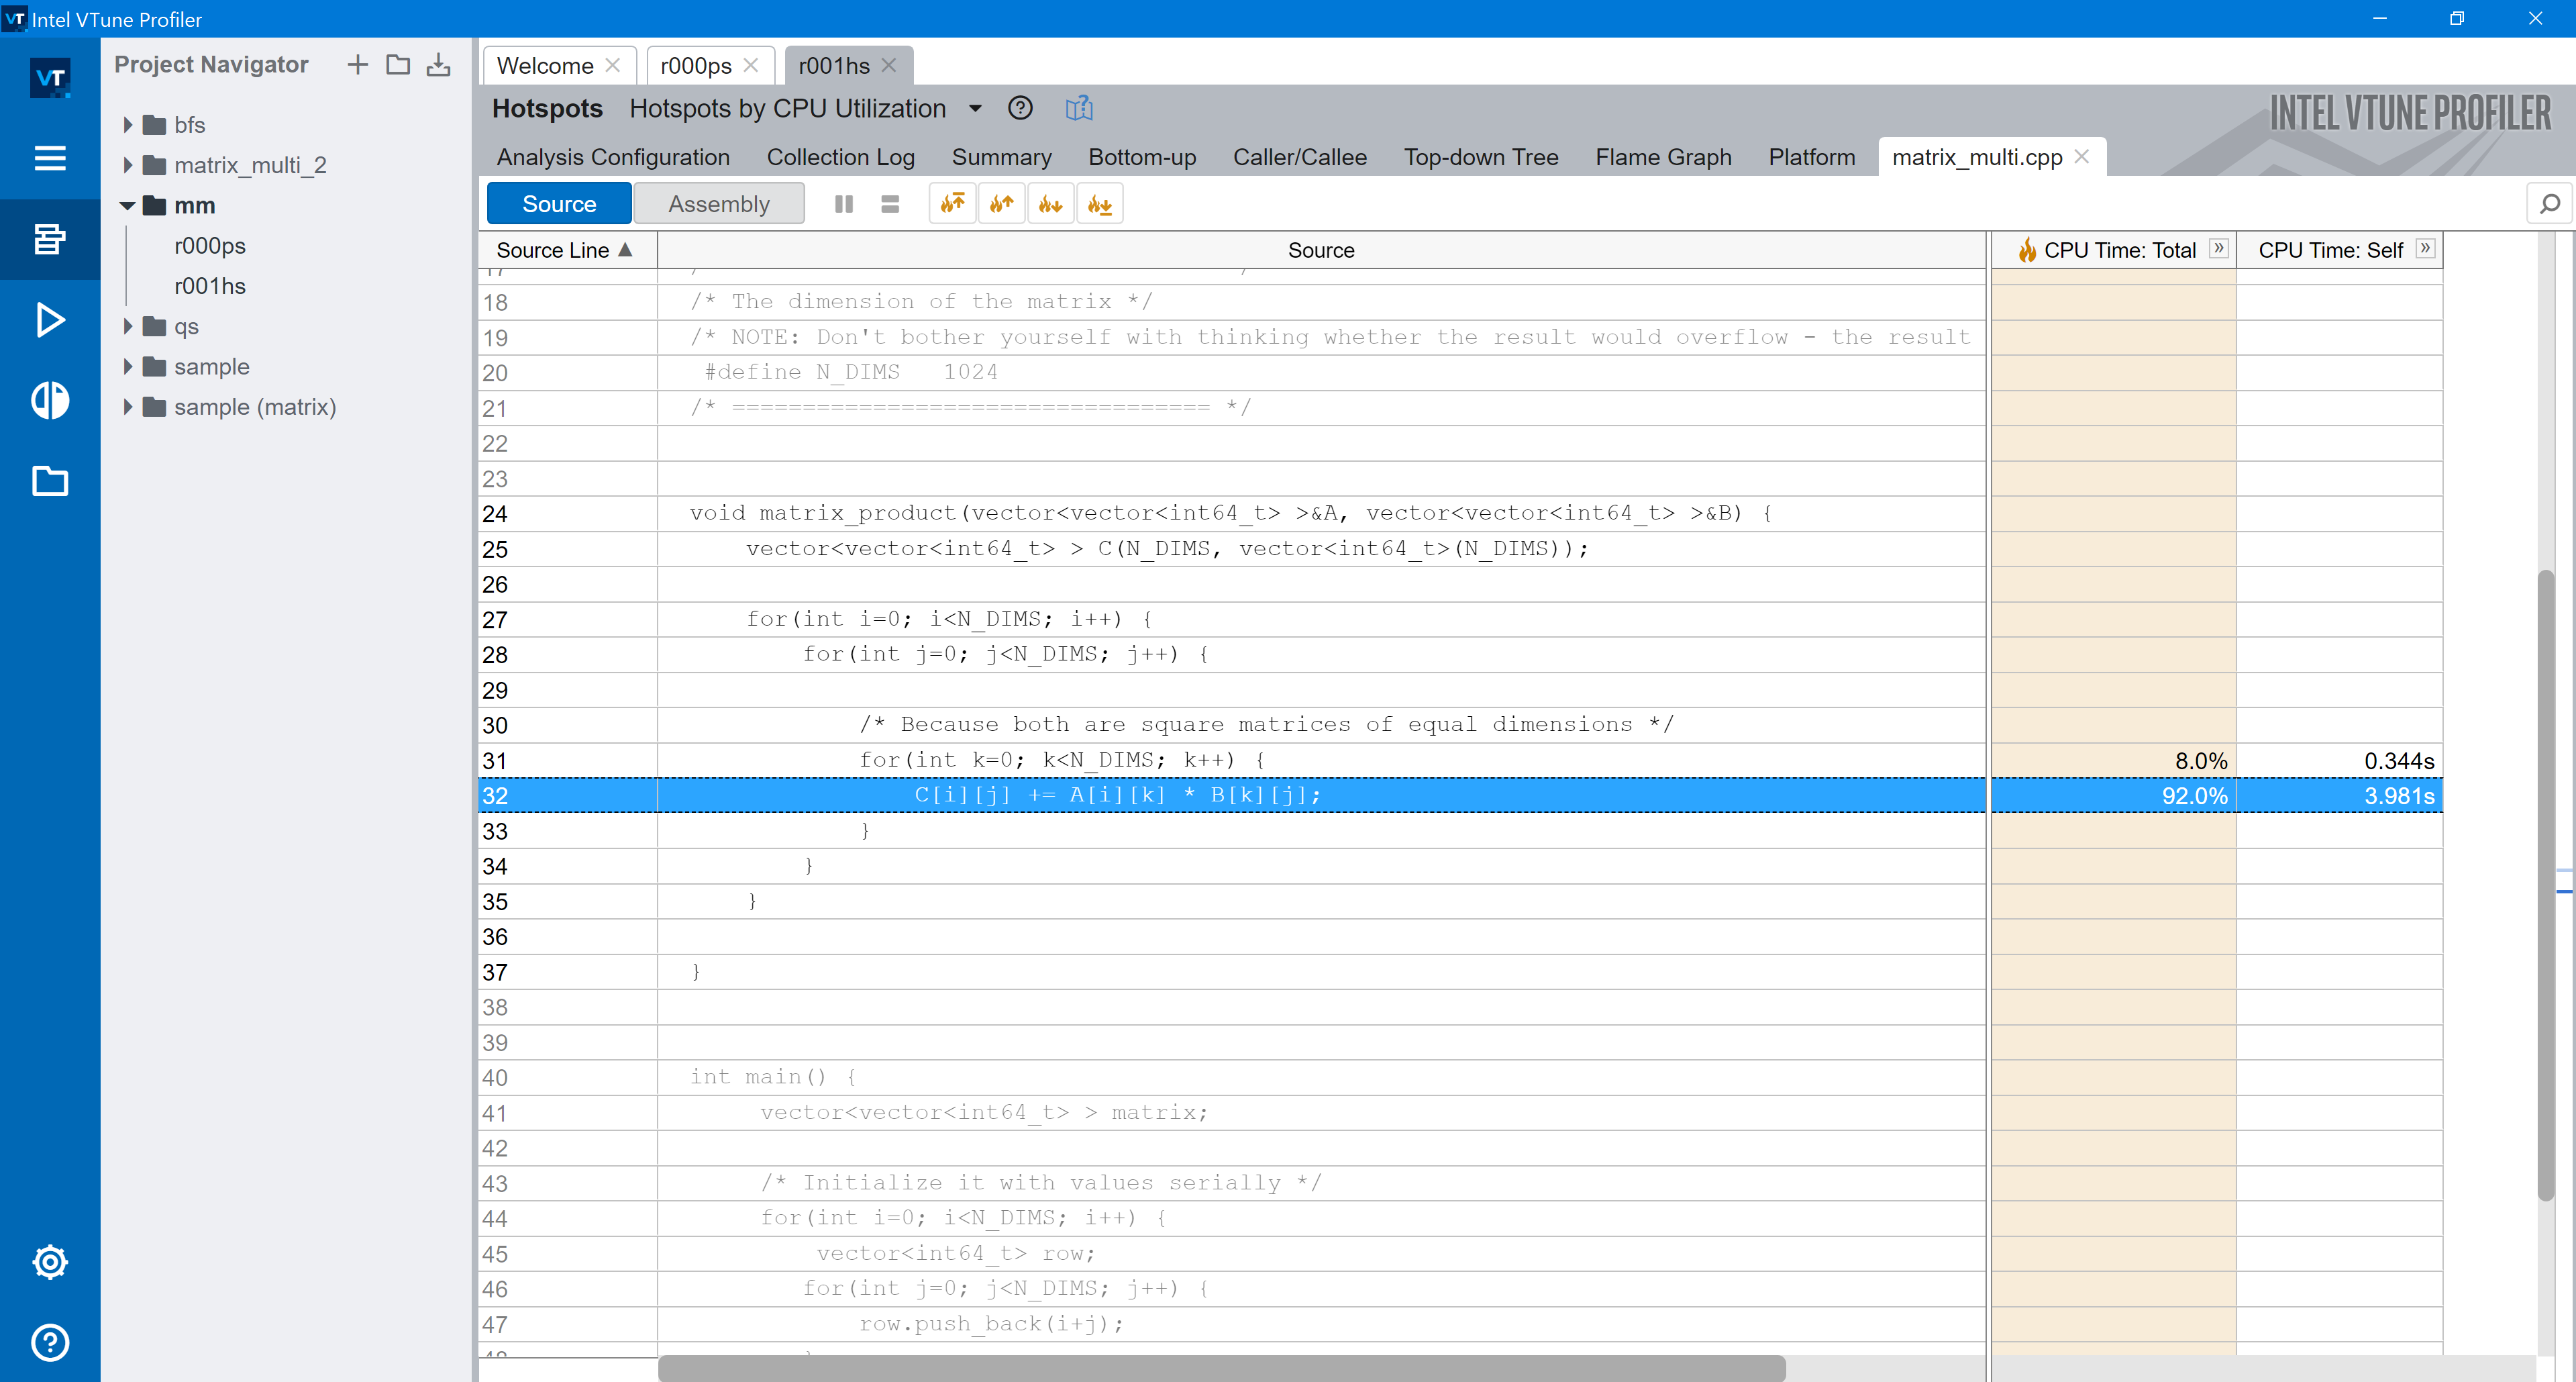 VT Intel VTune Profiler
VT
Project Navigator
bfs
matrix_multi_2
mm
r000ps
r001hs
qs
sample
sample (matrix)
Welcome r000ps r001hs
Hotspots Hotspots by CPU Utilization
INTEL VTUNE PROFILER
Analysis Configuration Collection Log Summary Bottom-up Caller/Callee Top-down Tree Flame Graph Platform matrix_multi.cpp
Source Assembly
Source Line Source CPU Time: Total CPU Time: Self
18 /* The dimension of the matrix */
19 /* NOTE: Don't bother yourself with thinking whether the result would overflow - the result
20 #define N_DIMS 1024
21 /* ================================== */
22
23
24 void matrix_product(vector<vector<int64_t> >&A, vector<vector<int64_t> >&B) {
25 vector<vector<int64_t> > C(N_DIMS, vector<int64_t>(N_DIMS));
26
27 for(int i=0; i<N_DIMS; i++) {
28 for(int j=0; j<N_DIMS; j++) {
29
30 /* Because both are square matrices of equal dimensions */
31 for(int k=0; k<N_DIMS; k++) { 8.0% 0.344s
32 C[i][j] += A[i][k] * B[k][j]; 92.0% 3.981s
33 }
34 }
35 }
36
37 }
38
39
40 int main() {
41 vector<vector<int64_t> > matrix;
42
43 /* Initialize it with values serially */
44 for(int i=0; i<N_DIMS; i++) {
45 vector<int64_t> row;
46 for(int j=0; j<N_DIMS; j++) {
47 row.push_back(i+j);